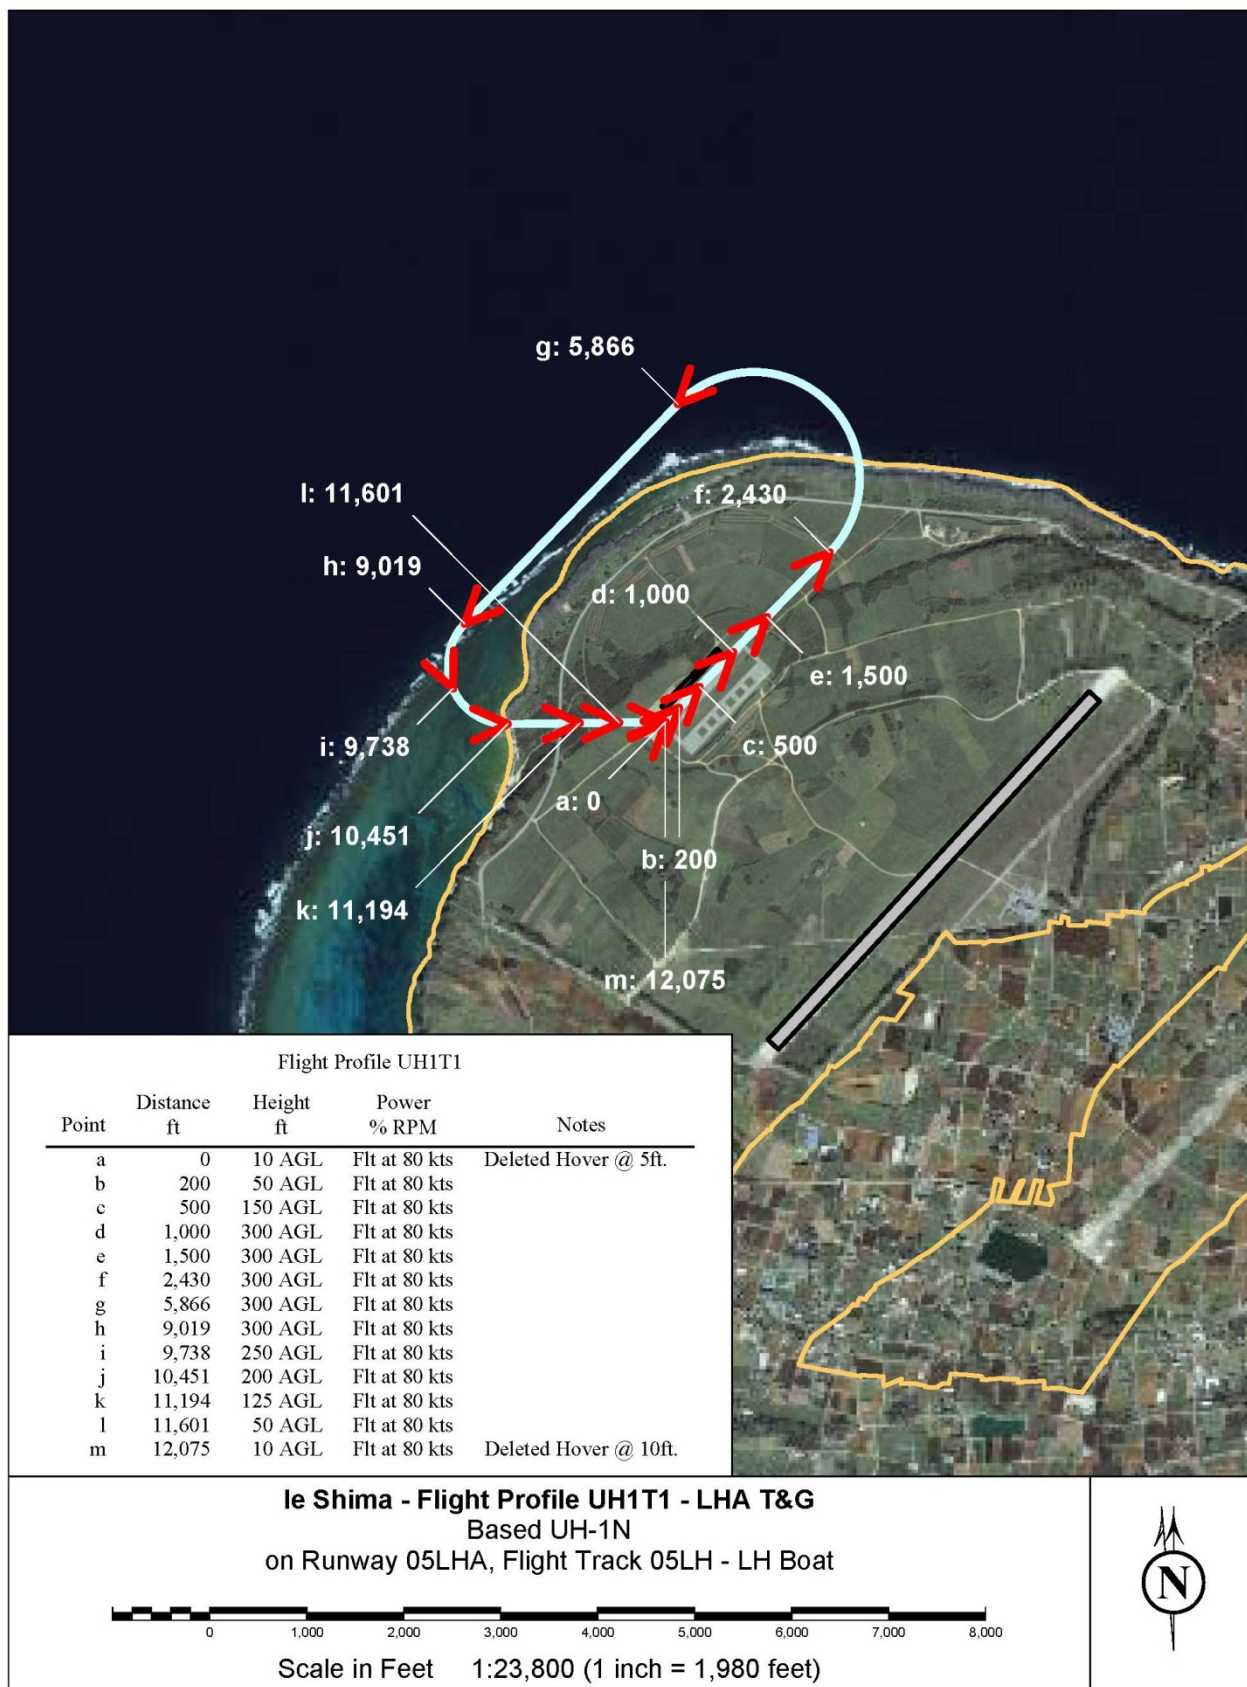 g: 5,866
l: 11,601
f: 2,430
h: 9,019
d: 1,000
e: 1,500
i: 9,738
c: 500
a: 0
j: 10,451
b: 200
k: 11,194
m: 12,075
Flight Profile UH1T1
Point Distance ft Height ft Power % RPM Notes
a 0 10 AGL Flt at 80 kts Deleted Hover @ 5ft.
b 200 50 AGL Flt at 80 kts
c 500 150 AGL Flt at 80 kts
d 1,000 300 AGL Flt at 80 kts
e 1,500 300 AGL Flt at 80 kts
f 2,430 300 AGL Flt at 80 kts
g 5,866 300 AGL Flt at 80 kts
h 9,019 300 AGL Flt at 80 kts
i 9,738 250 AGL Flt at 80 kts
j 10,451 200 AGL Flt at 80 kts
k 11,194 125 AGL Flt at 80 kts
l 11,601 50 AGL Flt at 80 kts
m 12,075 10 AGL Flt at 80 kts Deleted Hover @ 10ft.
Ie Shima - Flight Profile UH1T1 - LHA T&G
Based UH-1N
on Runway 05LHA, Flight Track 05LH - LH Boat
0 1,000 2,000 3,000 4,000 5,000 6,000 7,000 8,000
Scale in Feet 1:23,800 (1 inch = 1,980 feet)
N